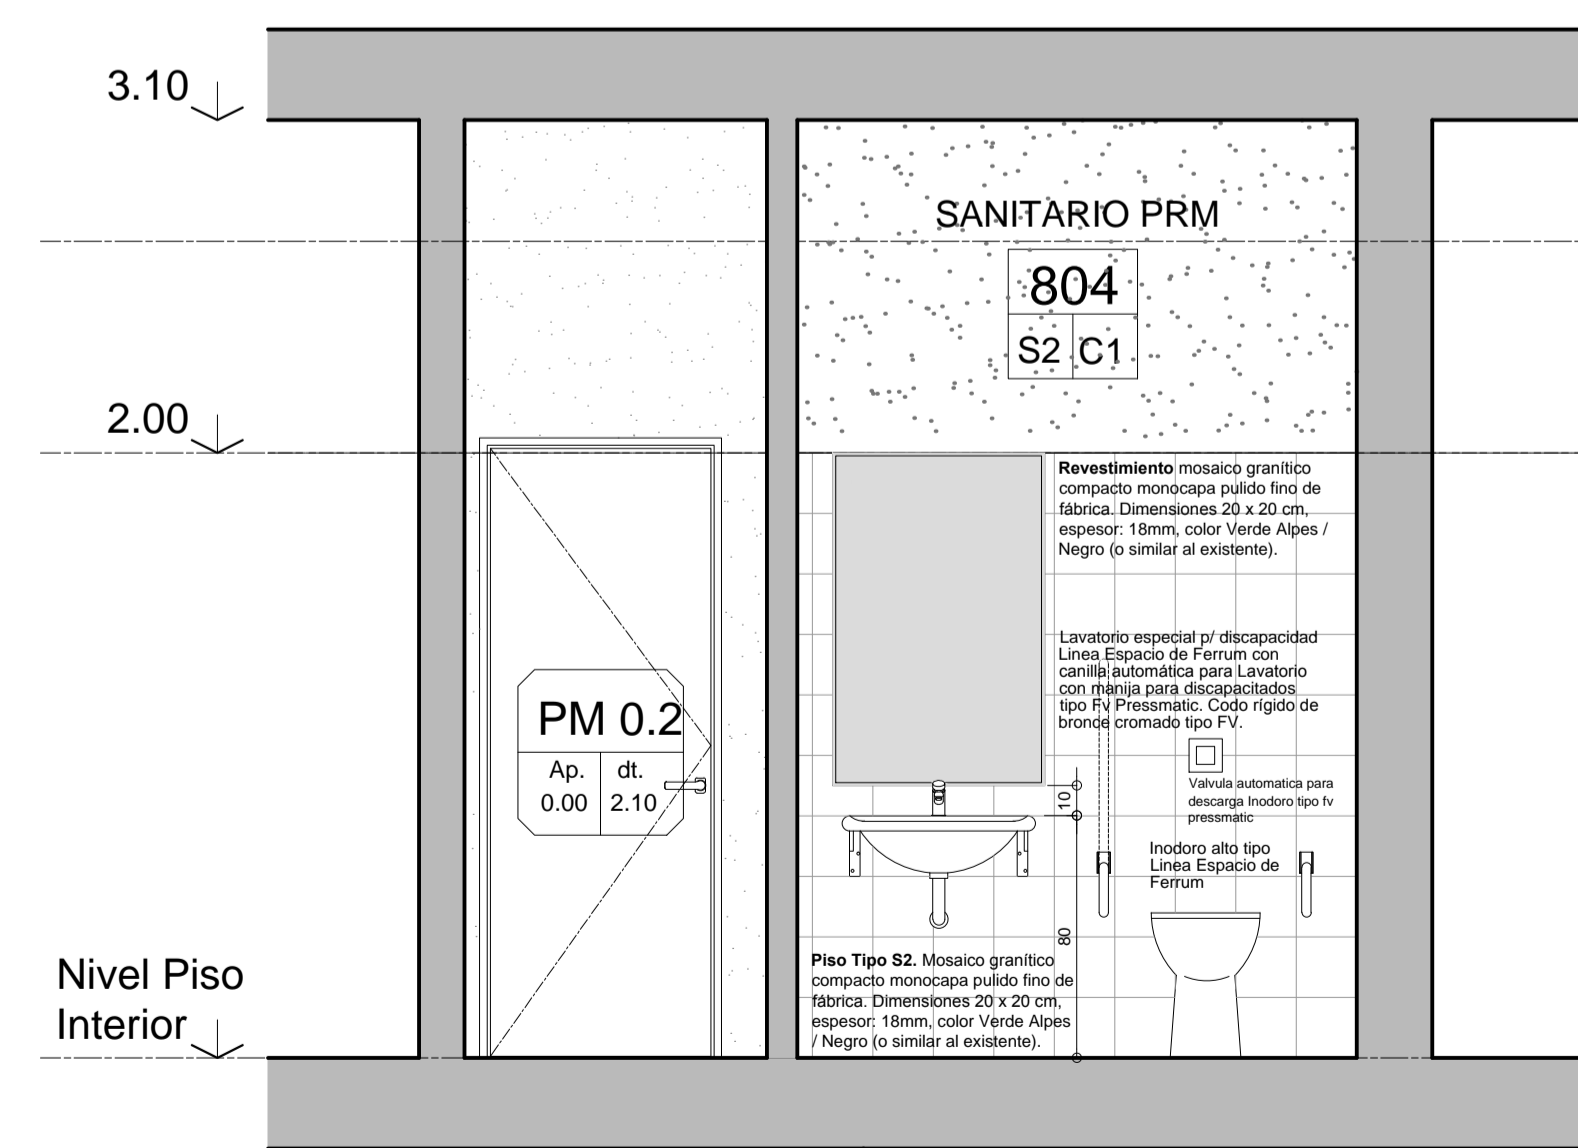 3.10
SANITARIO PRM
804
S2 C1
2.00
Revestimiento mosaico granítico
compacto monocapa pulido fino de
fábrica. Dimensiones 20 x 20 cm,
espesor: 18mm, color Verde Alpes /
Negro (o similar al existente).
Lavatorio especial p/ discapacidad
Linea Espacio de Ferrum con
canilla automática para Lavatorio
con manija para discapacitados
tipo Fv Pressmatic. Codo rígido de
bronce cromado tipo FV.
PM 0.2
Ap. dt.
0.00 2.10
10
Valvula automatica para
descarga Inodoro tipo fv
pressmatic
Inodoro alto tipo
Linea Espacio de
Ferrum
80
Piso Tipo S2. Mosaico granítico
compacto monocapa pulido fino de
fábrica. Dimensiones 20 x 20 cm,
espesor: 18mm, color Verde Alpes
/ Negro (o similar al existente).
Nivel Piso
Interior